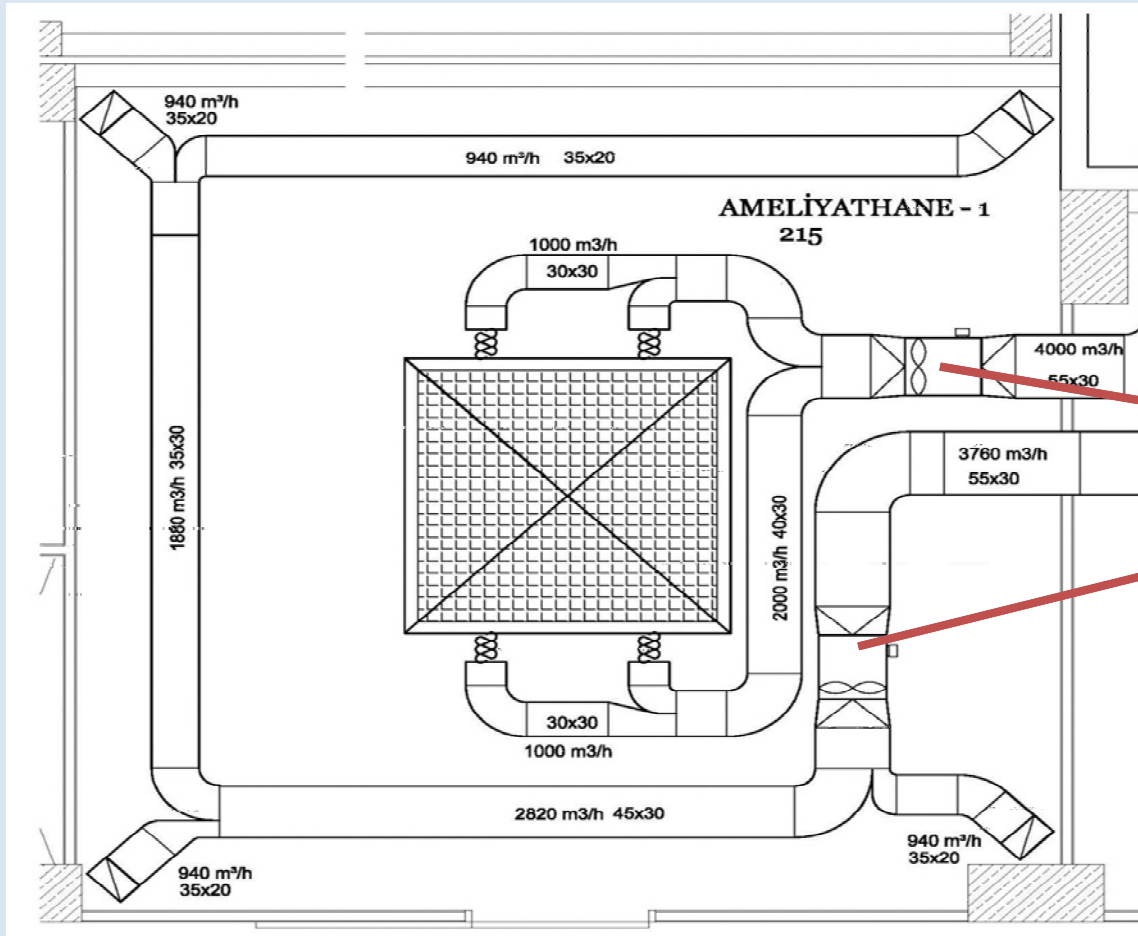 940 m³/h
35x20
940 m³/h 35x20
AMELİYATHANE - 1
215
1000 m3/h
30x30
4000 m3/h
55x30
3760 m3/h
55x30
1880 m3/h 35x30
2000 m3/h 40x30
30x30
1000 m3/h
2820 m3/h 45x30
940 m³/h
35x20
940 m³/h
35x20